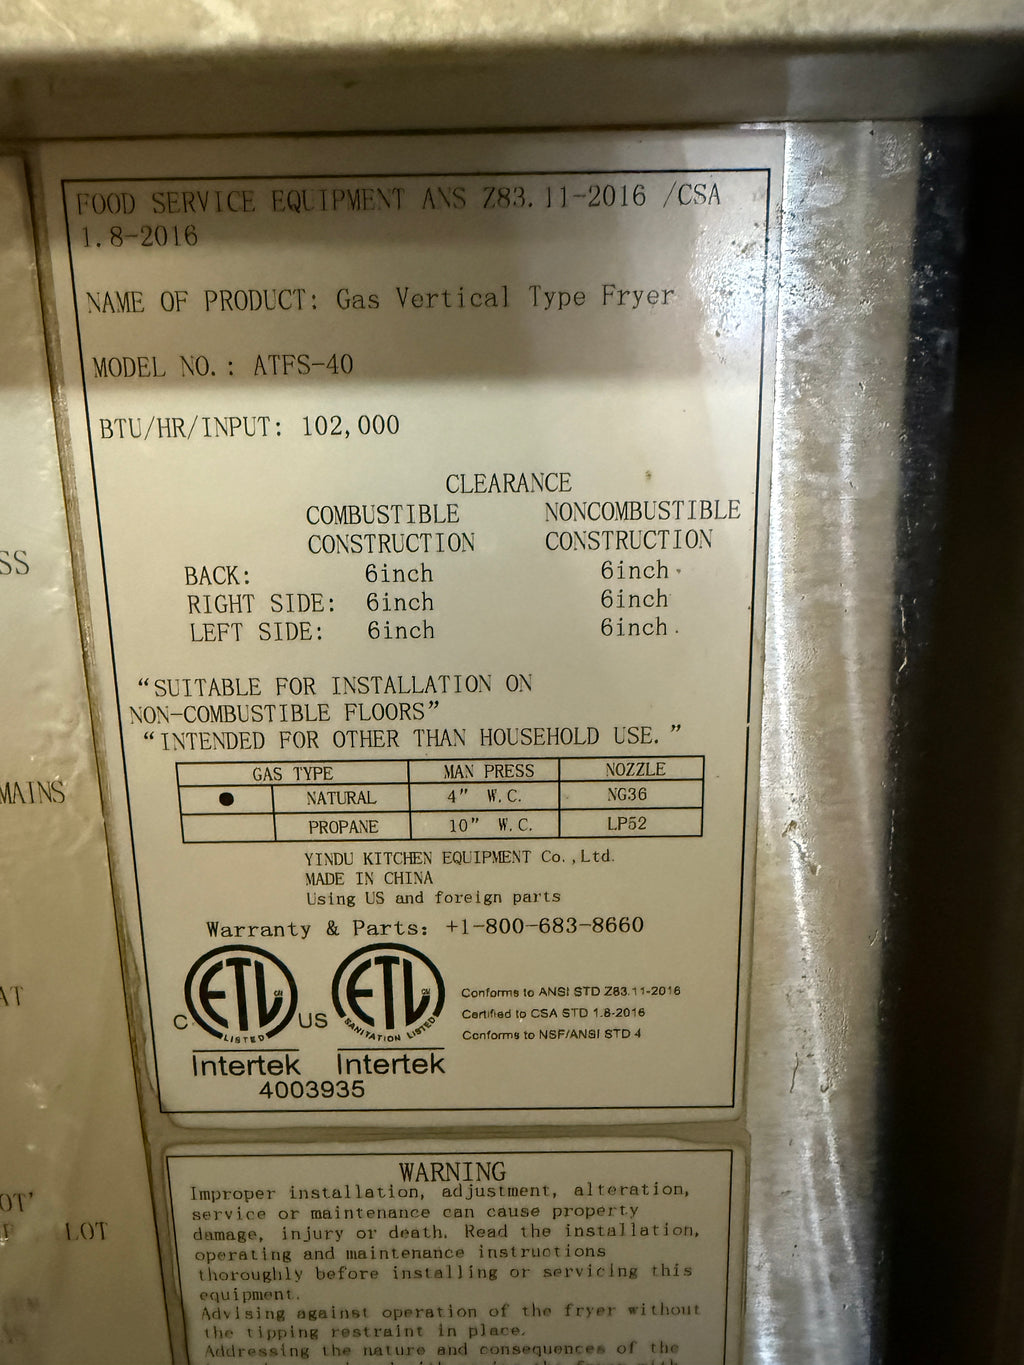 FOOD SERVICE EQUIPMENT ANS Z83.11-2016 /CSA
1.8-2016
NAME OF PRODUCT: Gas Vertical Type Fryer
MODEL NO.: ATFS-40
BTU/HR/INPUT: 102,000
CLEARANCE
COMBUSTIBLE NONCOMBUSTIBLE
CONSTRUCTION CONSTRUCTION
BACK: 6inch 6inch
RIGHT SIDE: 6inch 6inch
LEFT SIDE: 6inch 6inch
“SUITABLE FOR INSTALLATION ON
NON-COMBUSTIBLE FLOORS”
“INTENDED FOR OTHER THAN HOUSEHOLD USE.”
GAS TYPE MAN PRESS NOZZLE
● NATURAL 4” W.C. NG36
PROPANE 10” W.C. LP52
YINDU KITCHEN EQUIPMENT Co.,Ltd.
MADE IN CHINA
Using US and foreign parts
Warranty & Parts: +1-800-683-8660
C ETL LISTED US
Intertek
ETL SANITATION LISTED
Intertek
4003935
Conforms to ANSI STD Z83.11-2016
Certified to CSA STD 1.8-2016
Conforms to NSF/ANSI STD 4
WARNING
Improper installation, adjustment, alteration,
service or maintenance can cause property
damage, injury or death. Read the installation,
operating and maintenance instructions
thoroughly before installing or servicing this
equipment.
Advising against operation of the fryer without
the tipping restraint in place.
Addressing the nature and consequences of the
SS
MAINS
AT
OT'
LOT